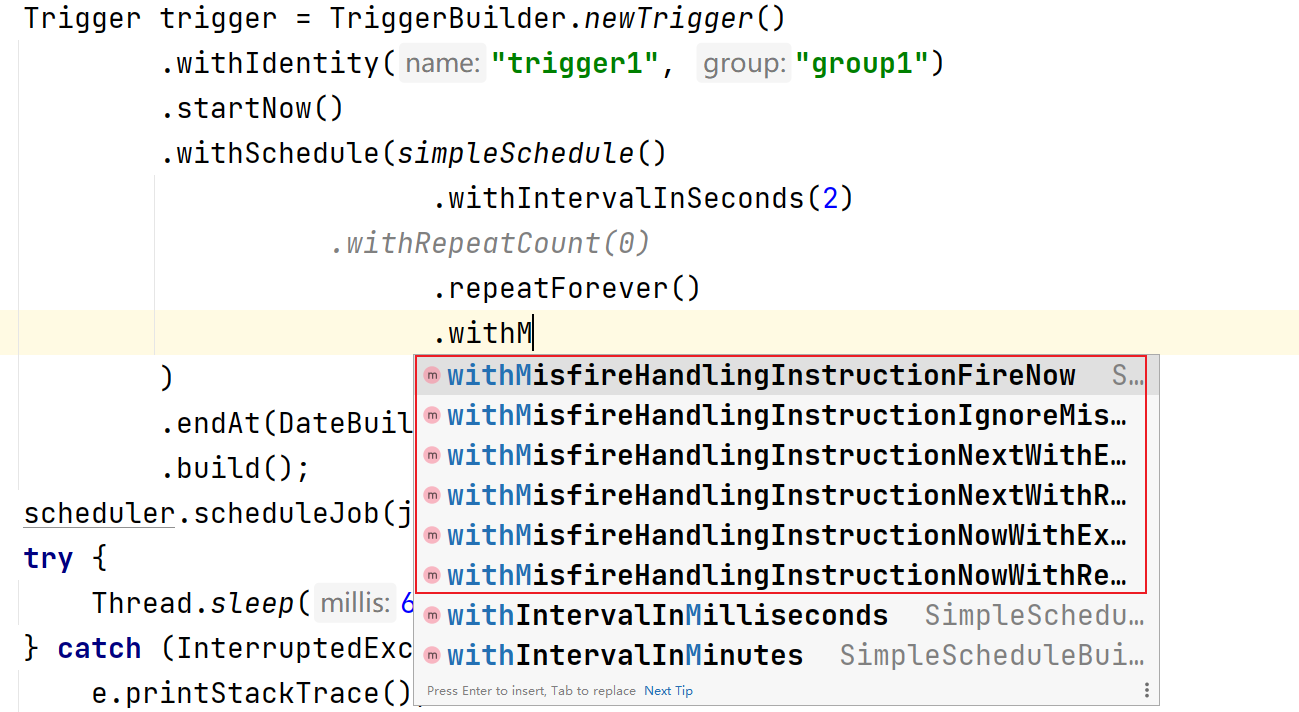 Trigger trigger = TriggerBuilder.newTrigger()
.withIdentity( name: "trigger1", group: "group1")
.startNow()
.withSchedule(simpleSchedule()
.withIntervalInSeconds(2)
.withRepeatCount(0)
.repeatForever()
.withM
)
.endAt(DateBuil
.build();
scheduler.scheduleJob(j
try {
Thread.sleep( millis: 6
} catch (InterruptedExc
e.printStackTrace()
m withMisfireHandlingInstructionFireNow S…
m withMisfireHandlingInstructionIgnoreMis…
m withMisfireHandlingInstructionNextWithE…
m withMisfireHandlingInstructionNextWithR…
m withMisfireHandlingInstructionNowWithEx…
m withMisfireHandlingInstructionNowWithRe…
m withIntervalInMilliseconds SimpleSchedu…
m withIntervalInMinutes SimpleScheduleBui…
Press Enter to insert, Tab to replace Next Tip